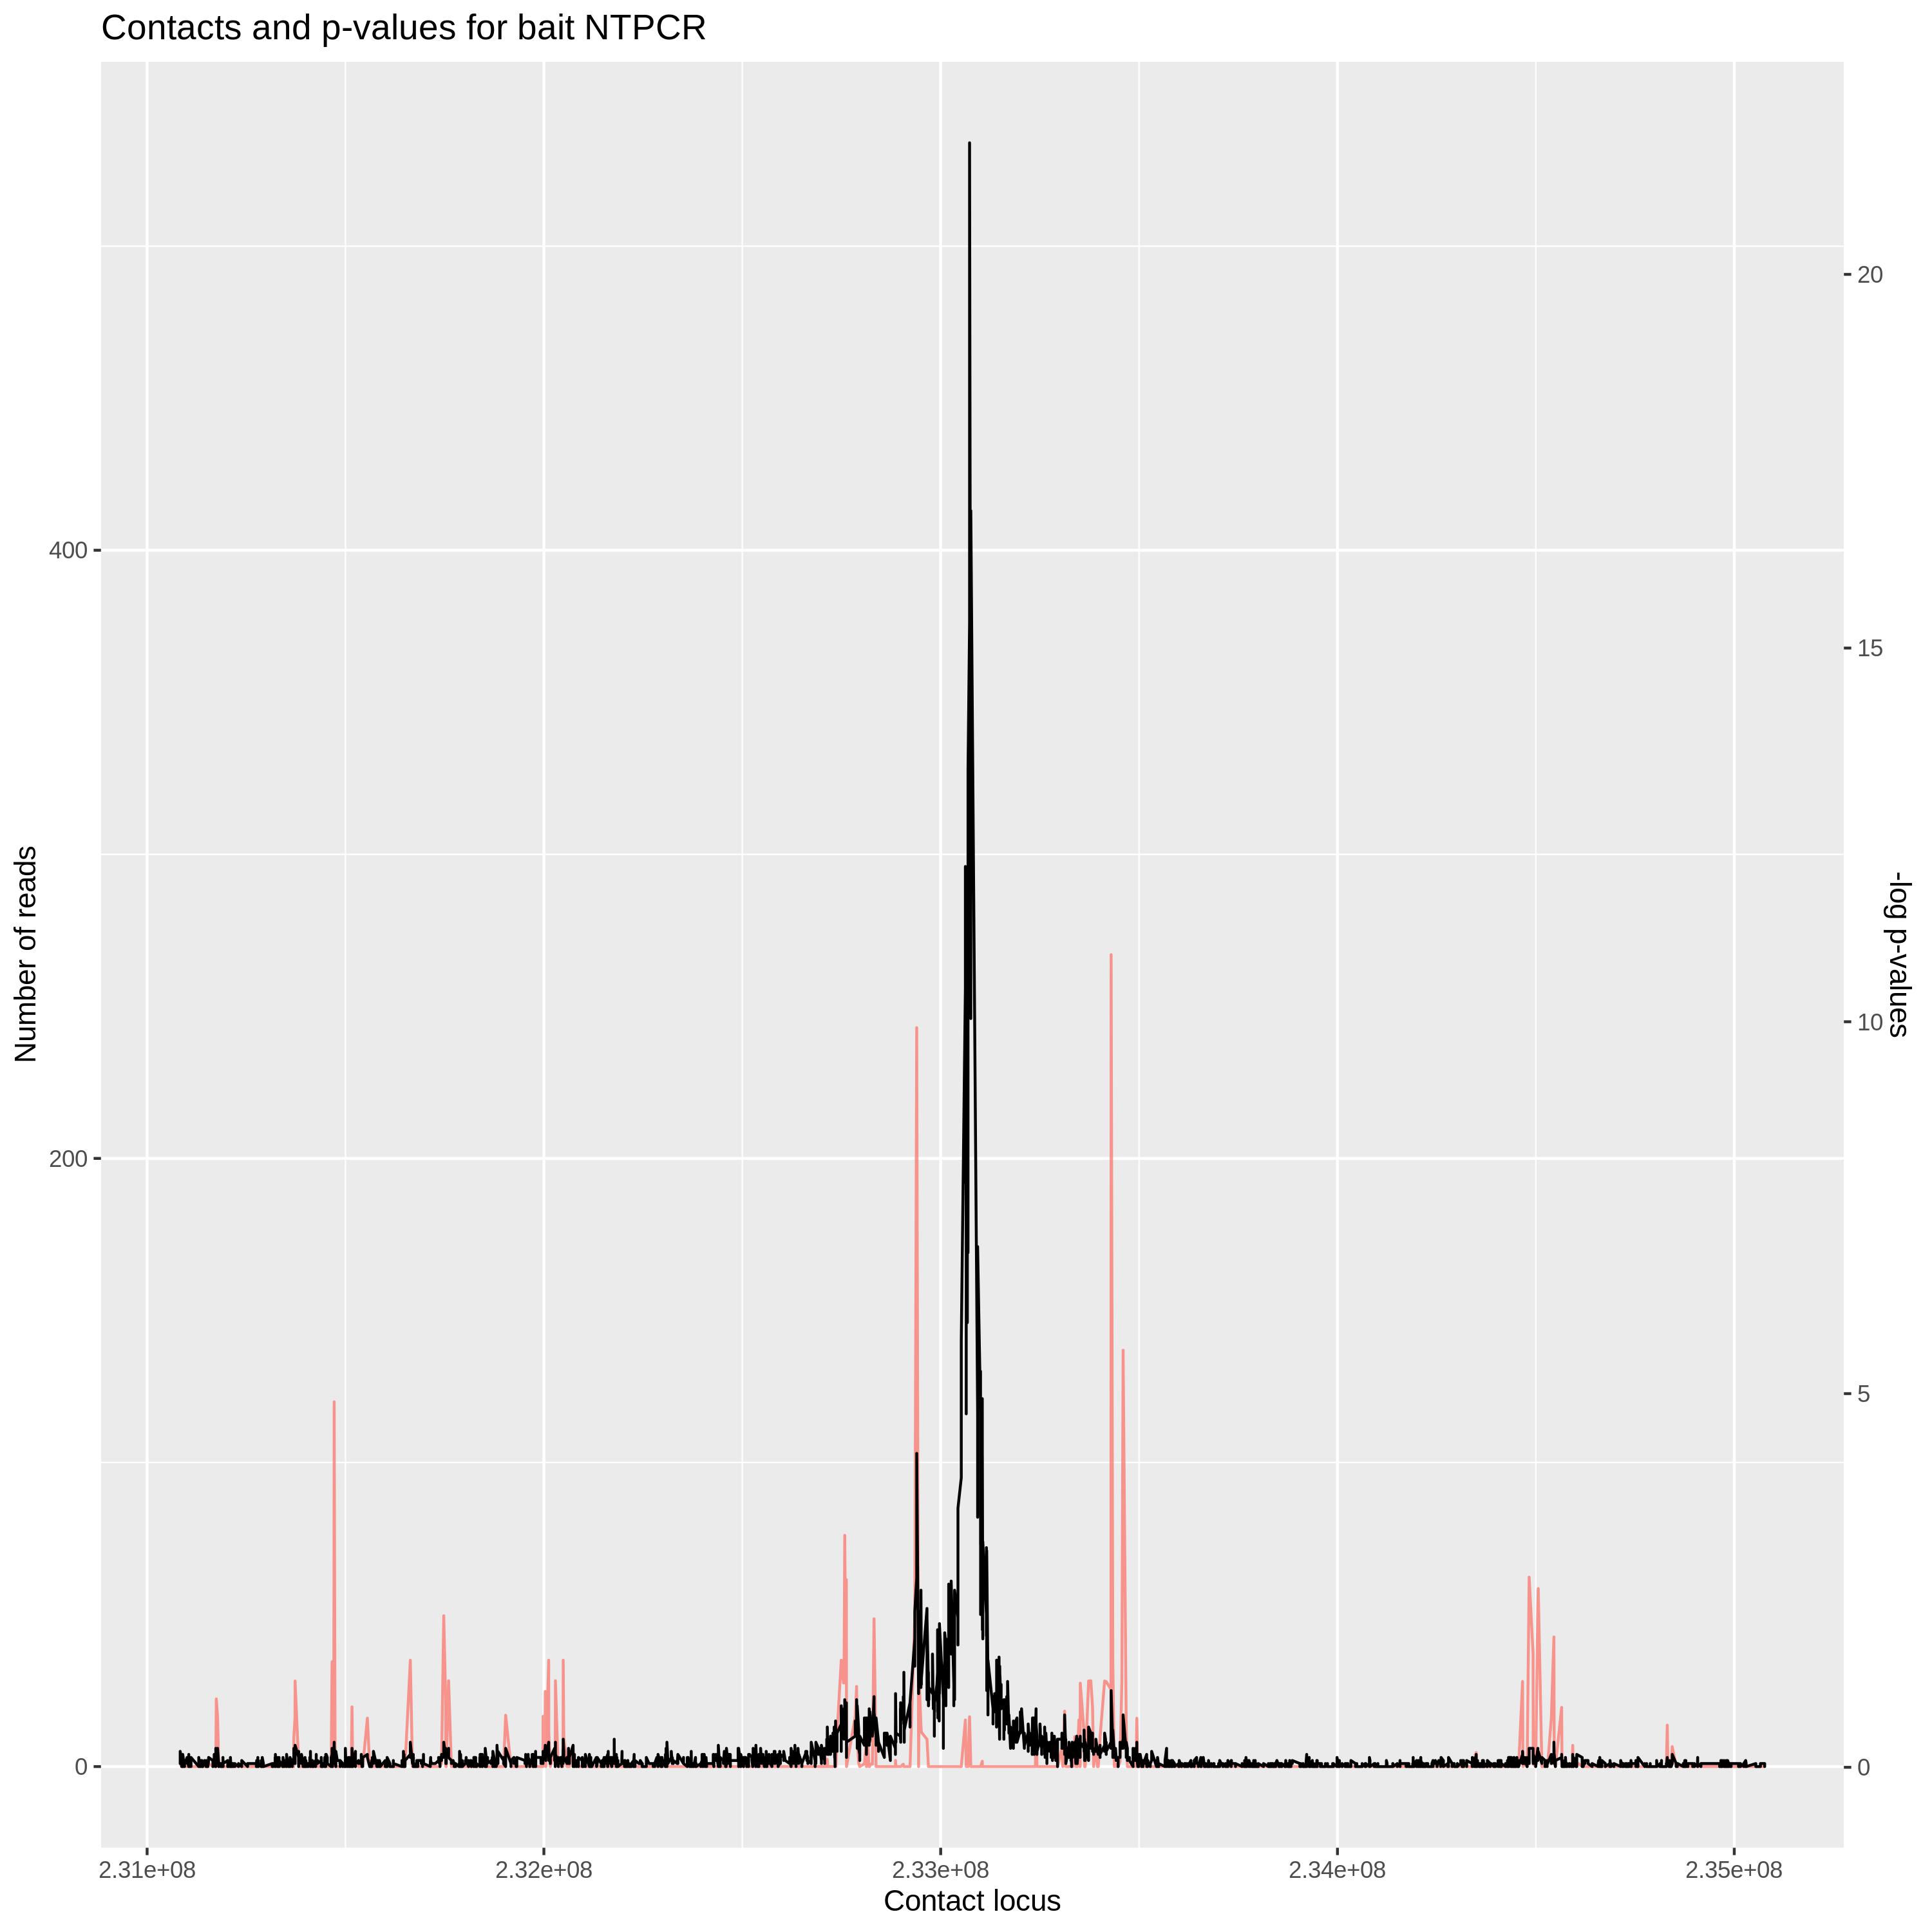 Contacts and p-values for bait NTPCR
Number of reads
400
200
0
20
15
10
5
0
-log p-values
2.31e+08
2.32e+08
2.33e+08
2.34e+08
2.35e+08
Contact locus